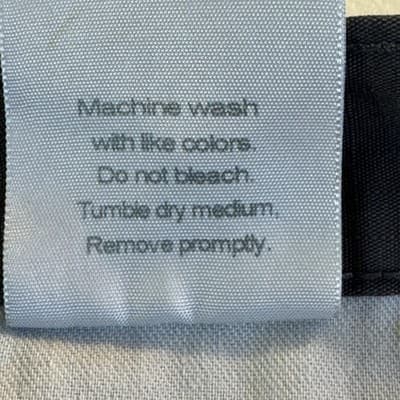 Machine wash
with like colors.
Do not bleach.
Tumble dry medium,
Remove promptly.